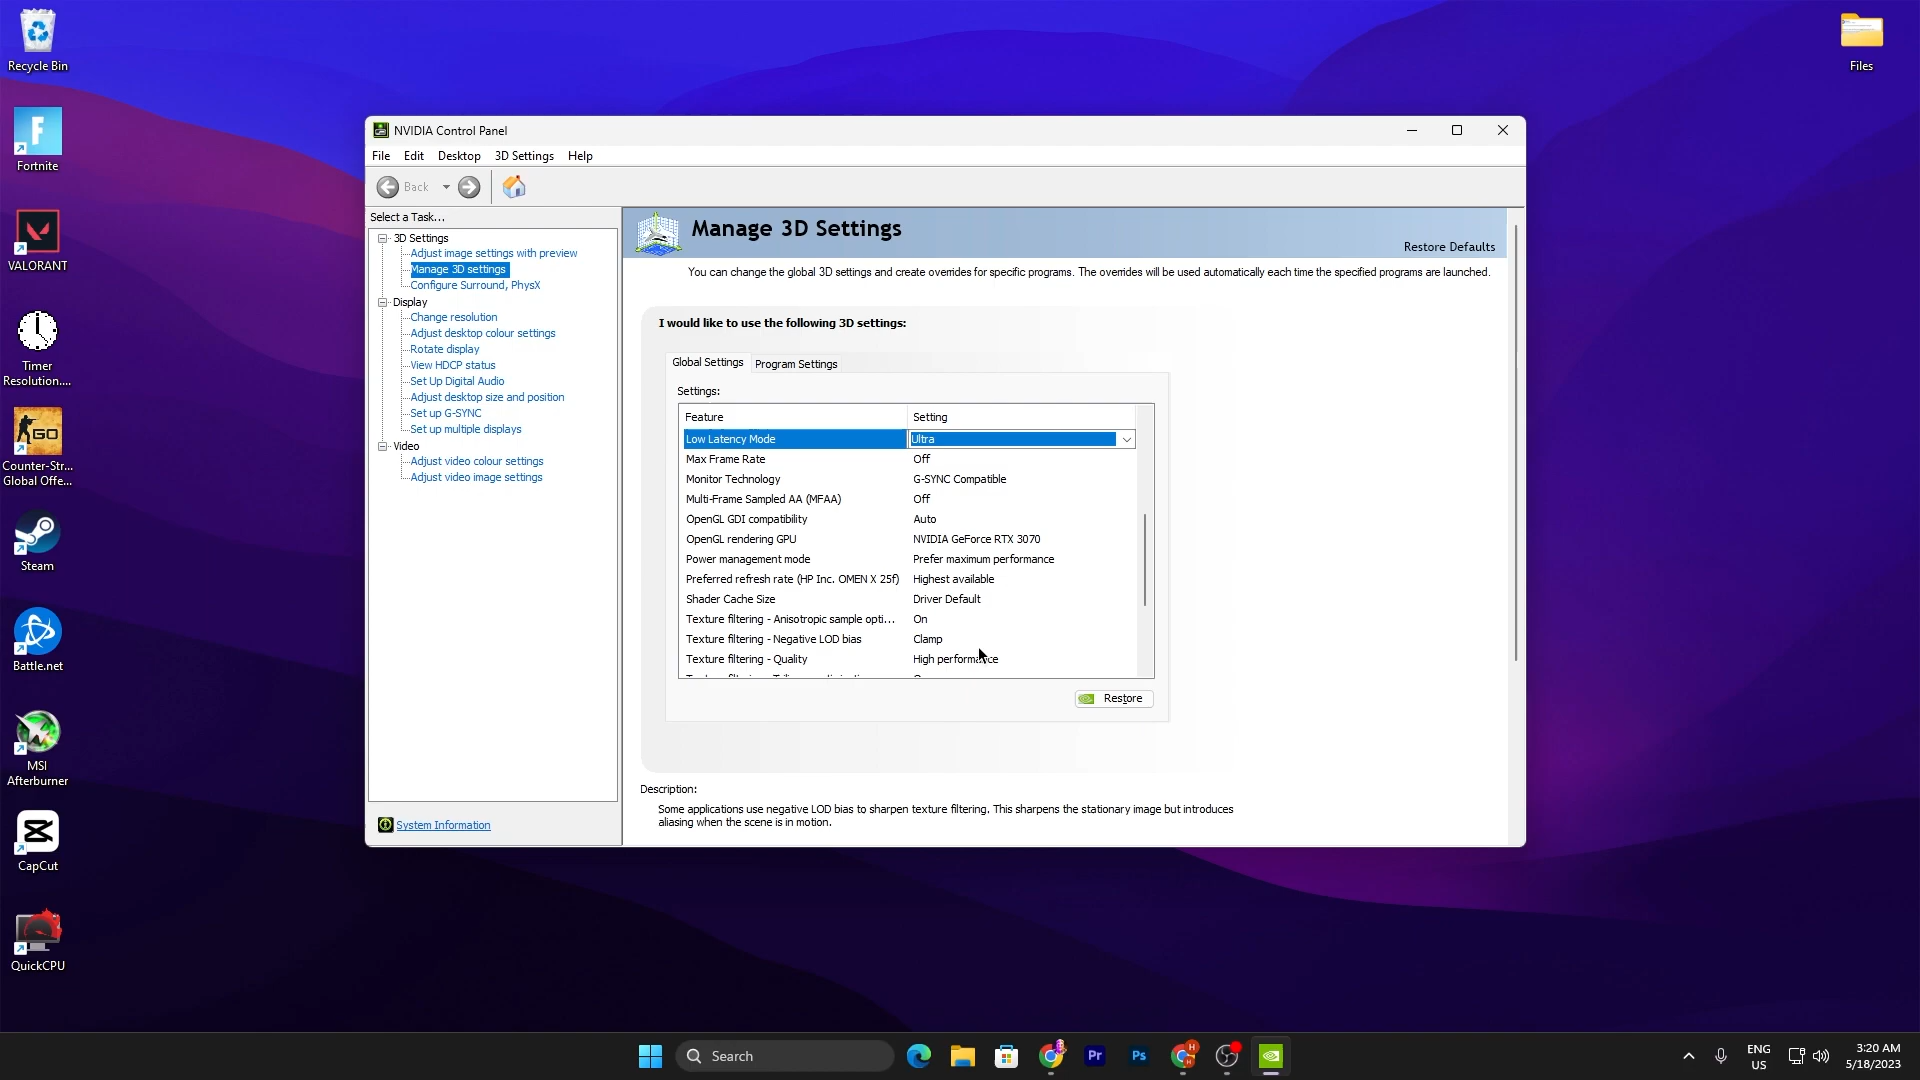 Recycle Bin
Files
Fortnite
VALORANT
Timer
Resolution....
GO
Counter-Str...
Global Offe...
Steam
Battle.net
MSI
Afterburner
CapCut
QuickCPU
NVIDIA Control Panel
File Edit Desktop 3D Settings Help
Back
Select a Task...
3D Settings
Adjust image settings with preview
Manage 3D settings
Configure Surround, PhysX
Display
Change resolution
Adjust desktop colour settings
Rotate display
View HDCP status
Set Up Digital Audio
Adjust desktop size and position
Set up G-SYNC
Set up multiple displays
Video
Adjust video colour settings
Adjust video image settings
System Information
Manage 3D Settings
Restore Defaults
You can change the global 3D settings and create overrides for specific programs. The overrides will be used automatically each time the specified programs are launched.
I would like to use the following 3D settings:
Global Settings Program Settings
Settings:
Feature Setting
Low Latency Mode Ultra
Max Frame Rate Off
Monitor Technology G-SYNC Compatible
Multi-Frame Sampled AA (MFAA) Off
OpenGL GDI compatibility Auto
OpenGL rendering GPU NVIDIA GeForce RTX 3070
Power management mode Prefer maximum performance
Preferred refresh rate (HP Inc. OMEN X 25f) Highest available
Shader Cache Size Driver Default
Texture filtering - Anisotropic sample opti... On
Texture filtering - Negative LOD bias Clamp
Texture filtering - Quality High performance
Restore
Description:
Some applications use negative LOD bias to sharpen texture filtering. This sharpens the stationary image but introduces
aliasing when the scene is in motion.
Search
Pr
Ps
H
ENG
US
3:20 AM
5/18/2023